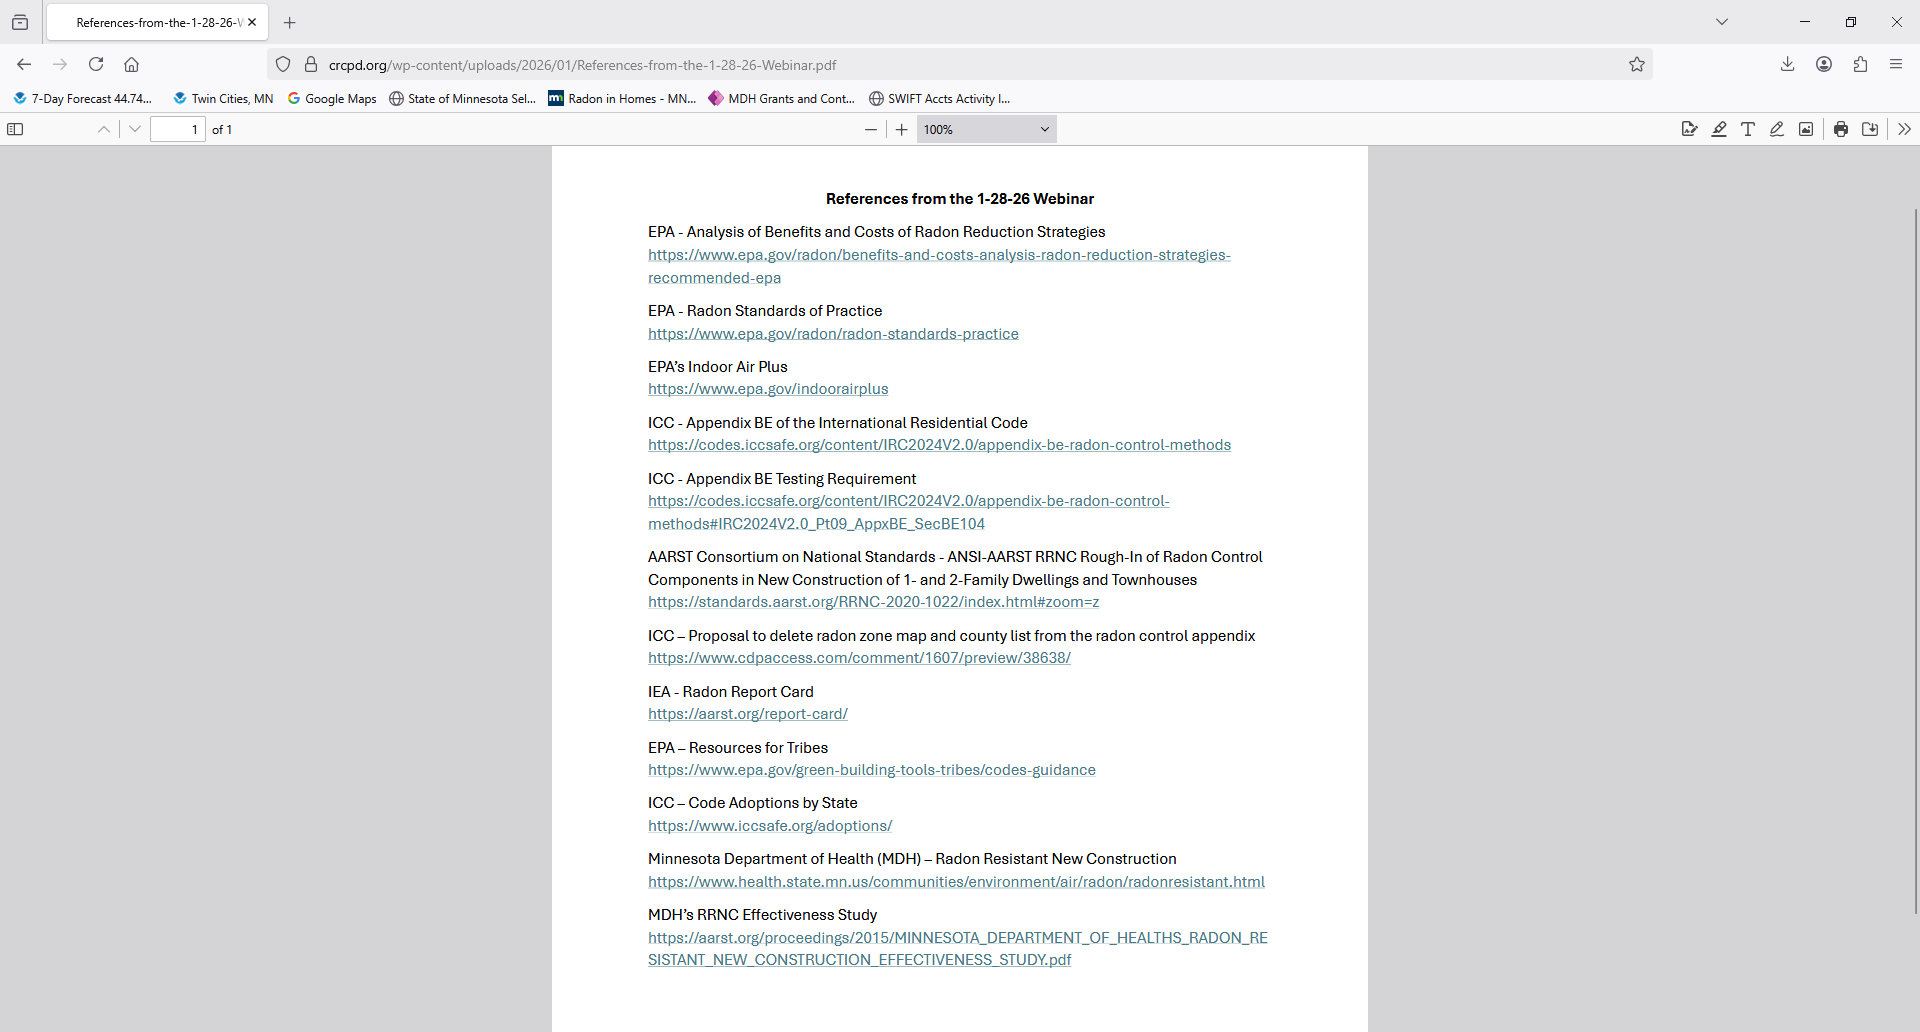 References-from-the-1-28-26-W
crcpd.org/wp-content/uploads/2026/01/References-from-the-1-28-26-Webinar.pdf
7-Day Forecast 44.74... Twin Cities, MN Google Maps State of Minnesota Sel... Radon in Homes - MN... MDH Grants and Cont... SWIFT Accts Activity I...
1 of 1 100%
References from the 1-28-26 Webinar
EPA - Analysis of Benefits and Costs of Radon Reduction Strategies
https://www.epa.gov/radon/benefits-and-costs-analysis-radon-reduction-strategies-
recommended-epa
EPA - Radon Standards of Practice
https://www.epa.gov/radon/radon-standards-practice
EPA’s Indoor Air Plus
https://www.epa.gov/indoorairplus
ICC - Appendix BE of the International Residential Code
https://codes.iccsafe.org/content/IRC2024V2.0/appendix-be-radon-control-methods
ICC - Appendix BE Testing Requirement
https://codes.iccsafe.org/content/IRC2024V2.0/appendix-be-radon-control-
methods#IRC2024V2.0_Pt09_AppxBE_SecBE104
AARST Consortium on National Standards - ANSI-AARST RRNC Rough-In of Radon Control
Components in New Construction of 1- and 2-Family Dwellings and Townhouses
https://standards.aarst.org/RRNC-2020-1022/index.html#zoom=z
ICC – Proposal to delete radon zone map and county list from the radon control appendix
https://www.cdpaccess.com/comment/1607/preview/38638/
IEA - Radon Report Card
https://aarst.org/report-card/
EPA – Resources for Tribes
https://www.epa.gov/green-building-tools-tribes/codes-guidance
ICC – Code Adoptions by State
https://www.iccsafe.org/adoptions/
Minnesota Department of Health (MDH) – Radon Resistant New Construction
https://www.health.state.mn.us/communities/environment/air/radon/radonresistant.html
MDH’s RRNC Effectiveness Study
https://aarst.org/proceedings/2015/MINNESOTA_DEPARTMENT_OF_HEALTHS_RADON_RE
SISTANT_NEW_CONSTRUCTION_EFFECTIVENESS_STUDY.pdf